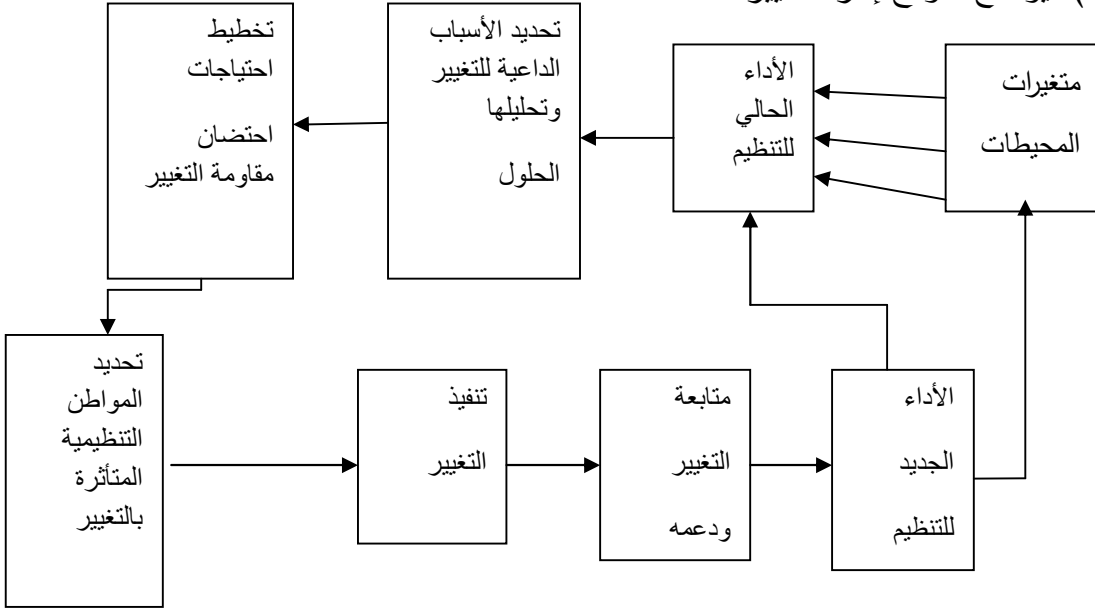 متغيرات
المحيطات
الأداء
الحالي
للتنظيم
تحديد الأسباب
الداعية للتغيير
وتحليلها
الحلول
تخطيط
احتياجات
احتضان
مقاومة التغيير
تحديد
المواطن
التنظيمية
المتأثرة
بالتغيير
تنفيذ
التغيير
متابعة
التغيير
ودعمه
الأداء
الجديد
للتنظيم